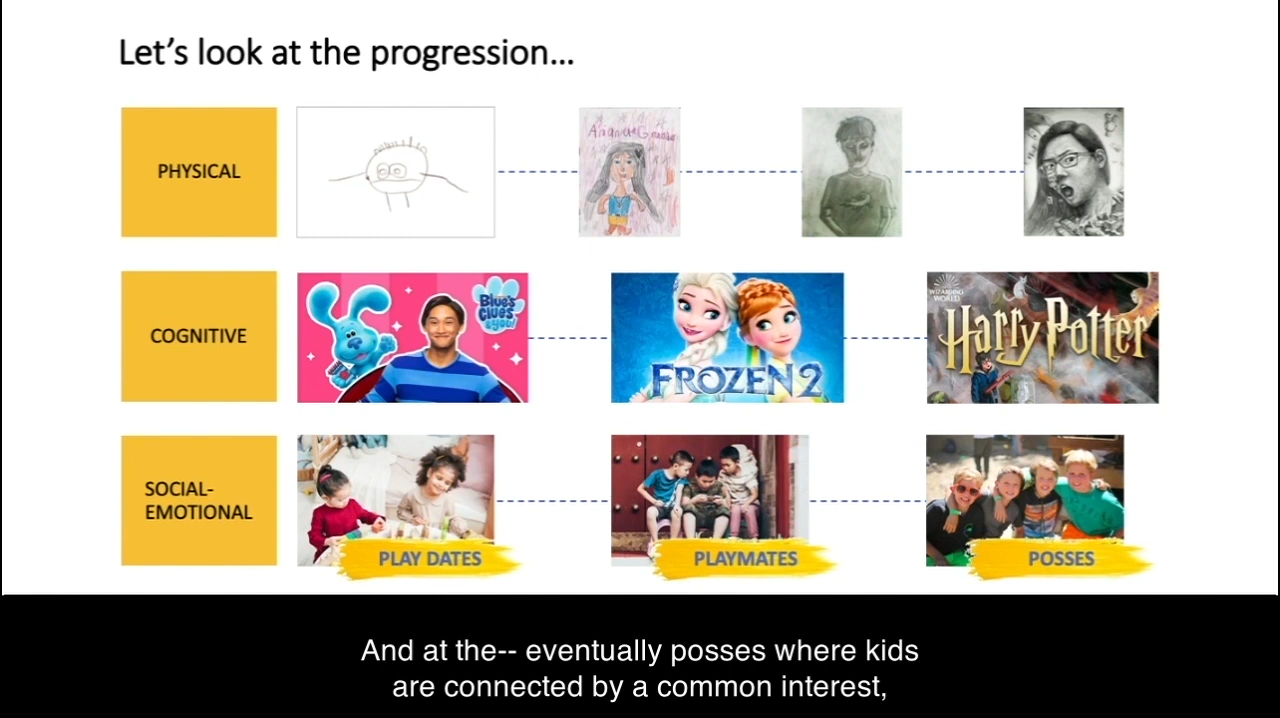 Let's look at the progression...
PHYSICAL
COGNITIVE
BLUE'S
CLUES
&YOU!
FROZEN 2
WIZARDING
WORLD
Harry Potter
SOCIAL-
EMOTIONAL
PLAY DATES
PLAYMATES
POSSES
And at the-- eventually posses where kids
are connected by a common interest,